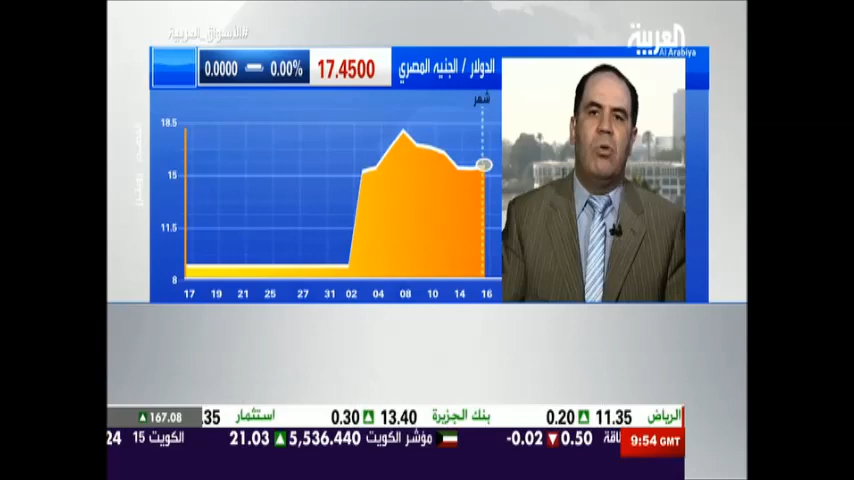 #الأسواق_العربية
العربية
Al Arabiya
الدولار / الجنيه المصري 17.4500 0.00% 0.0000
شهر
18.5
15
11.5
8
17 19 21 25 27 31 02 04 08 10 14 16
المصدر: رويترز
الرياض 11.35 0.20 بنك الجزيرة 13.40 0.30 استثمار 35. 167.08
9:54 GMT 0.50 -0.02 مؤشر الكويت 5,536.440 21.03 الكويت 15 24